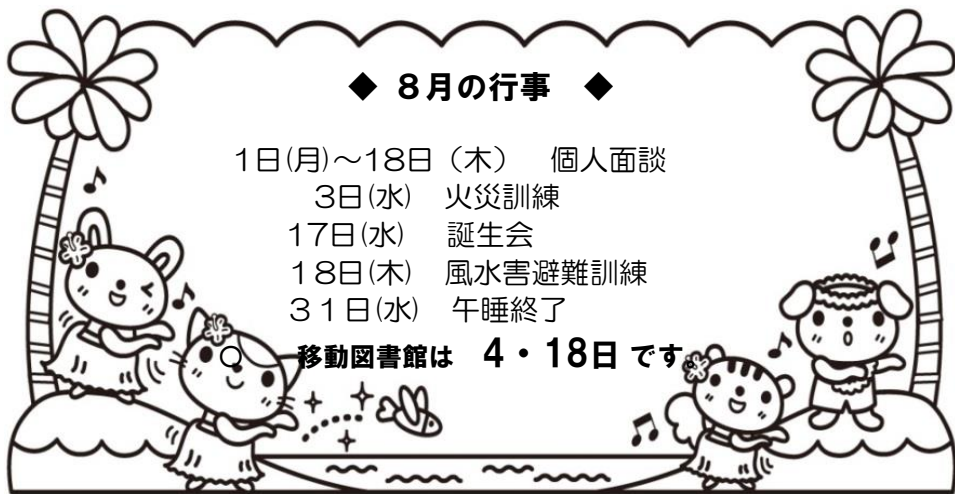 ◆ 8月の行事 ◆
1日(月)～18日（木） 個人面談
3日(水) 火災訓練
17日(水) 誕生会
18日(木) 風水害避難訓練
３１日(水) 午睡終了
○ 移動図書館は 4・18日です。